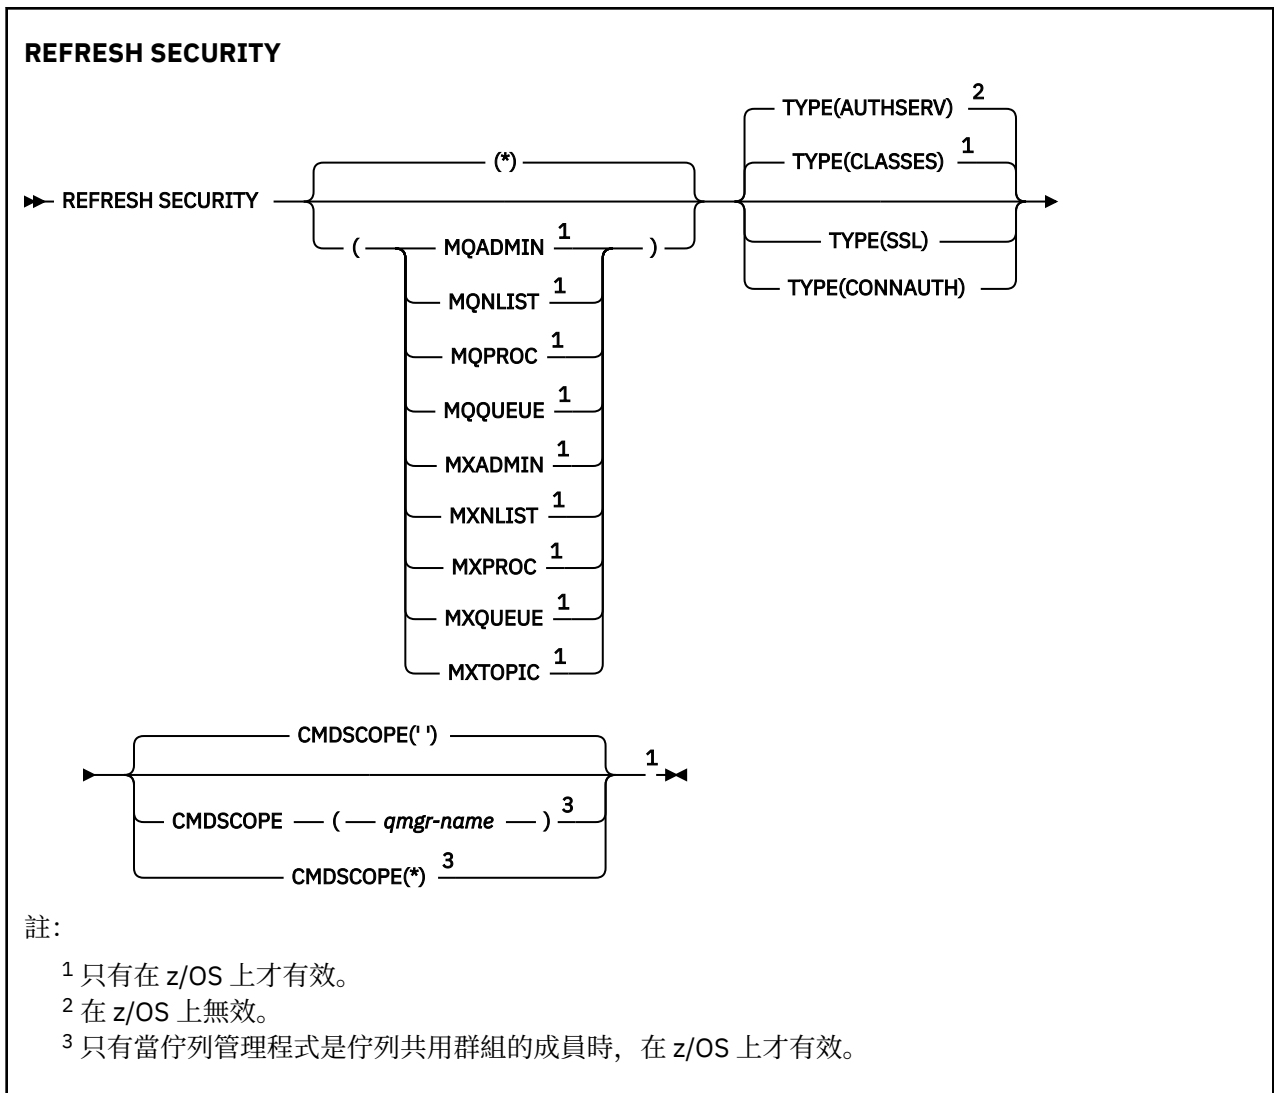 REFRESH SECURITY
TYPE(AUTHSERV) 2
(*) TYPE(CLASSES) 1
REFRESH SECURITY
( MQADMIN 1 ) TYPE(SSL)
MQNLIST 1 TYPE(CONNAUTH)
MQPROC 1
MQQUEUE 1
MXADMIN 1
MXNLIST 1
MXPROC 1
MXQUEUE 1
MXTOPIC 1
CMDSCOPE(' ')
1
CMDSCOPE ( qmgr-name ) 3
CMDSCOPE(*) 3
註：
1 只有在 z/OS 上才有效。
2 在 z/OS 上無效。
3 只有當佇列管理程式是佇列共用群組的成員時，在 z/OS 上才有效。